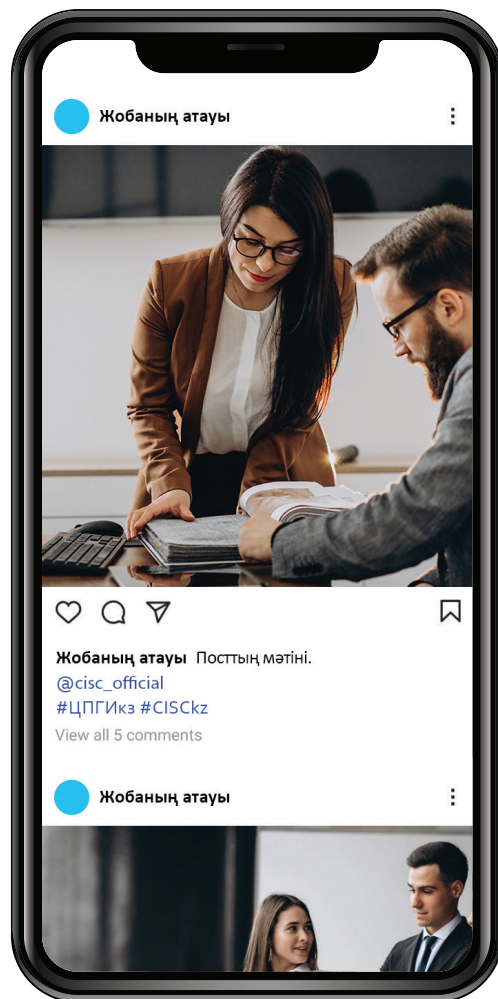 Жобаның атауы
Жобаның атауы Посттың мәтіні.
@cisc_official
#ЦПГИкз #CISCkz
View all 5 comments
Жобаның атауы